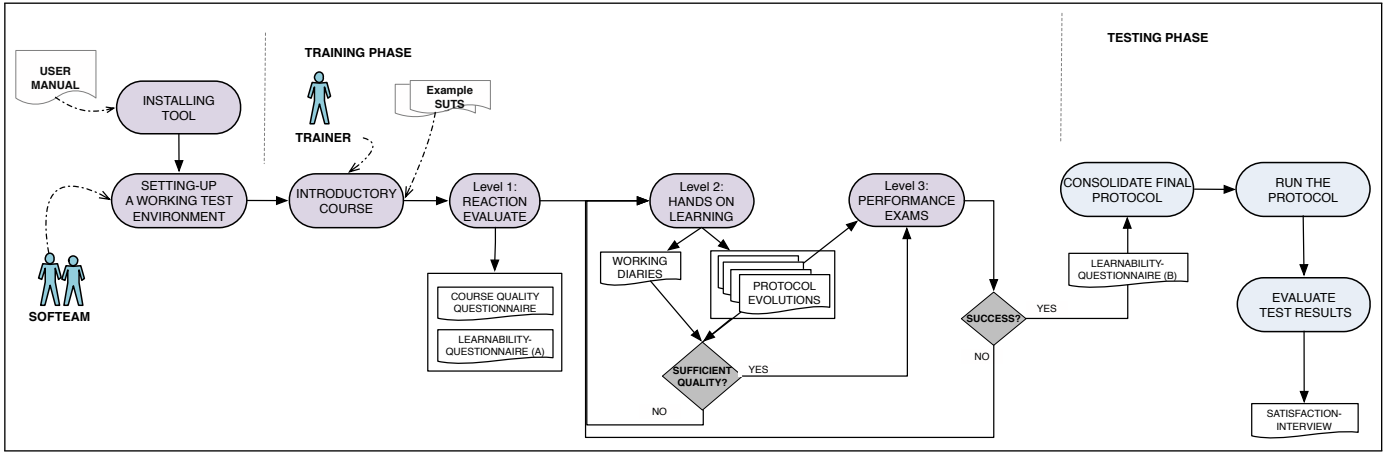 USER
MANUAL
INSTALLING
TOOL
SETTING-UP
A WORKING TEST
ENVIRONMENT
SOFTEAM
TRAINING PHASE
TRAINER
Example
SUTS
INTRODUCTORY
COURSE
Level 1:
REACTION
EVALUATE
COURSE QUALITY
QUESTIONNAIRE
LEARNABILITY-
QUESTIONNAIRE (A)
Level 2:
HANDS ON
LEARNING
WORKING
DIARIES
PROTOCOL
EVOLUTIONS
SUFFICIENT
QUALITY?
YES
NO
Level 3:
PERFORMANCE
EXAMS
SUCCESS?
YES
NO
TESTING PHASE
CONSOLIDATE FINAL
PROTOCOL
LEARNABILITY-
QUESTIONNAIRE (B)
RUN THE
PROTOCOL
EVALUATE
TEST RESULTS
SATISFACTION-
INTERVIEW